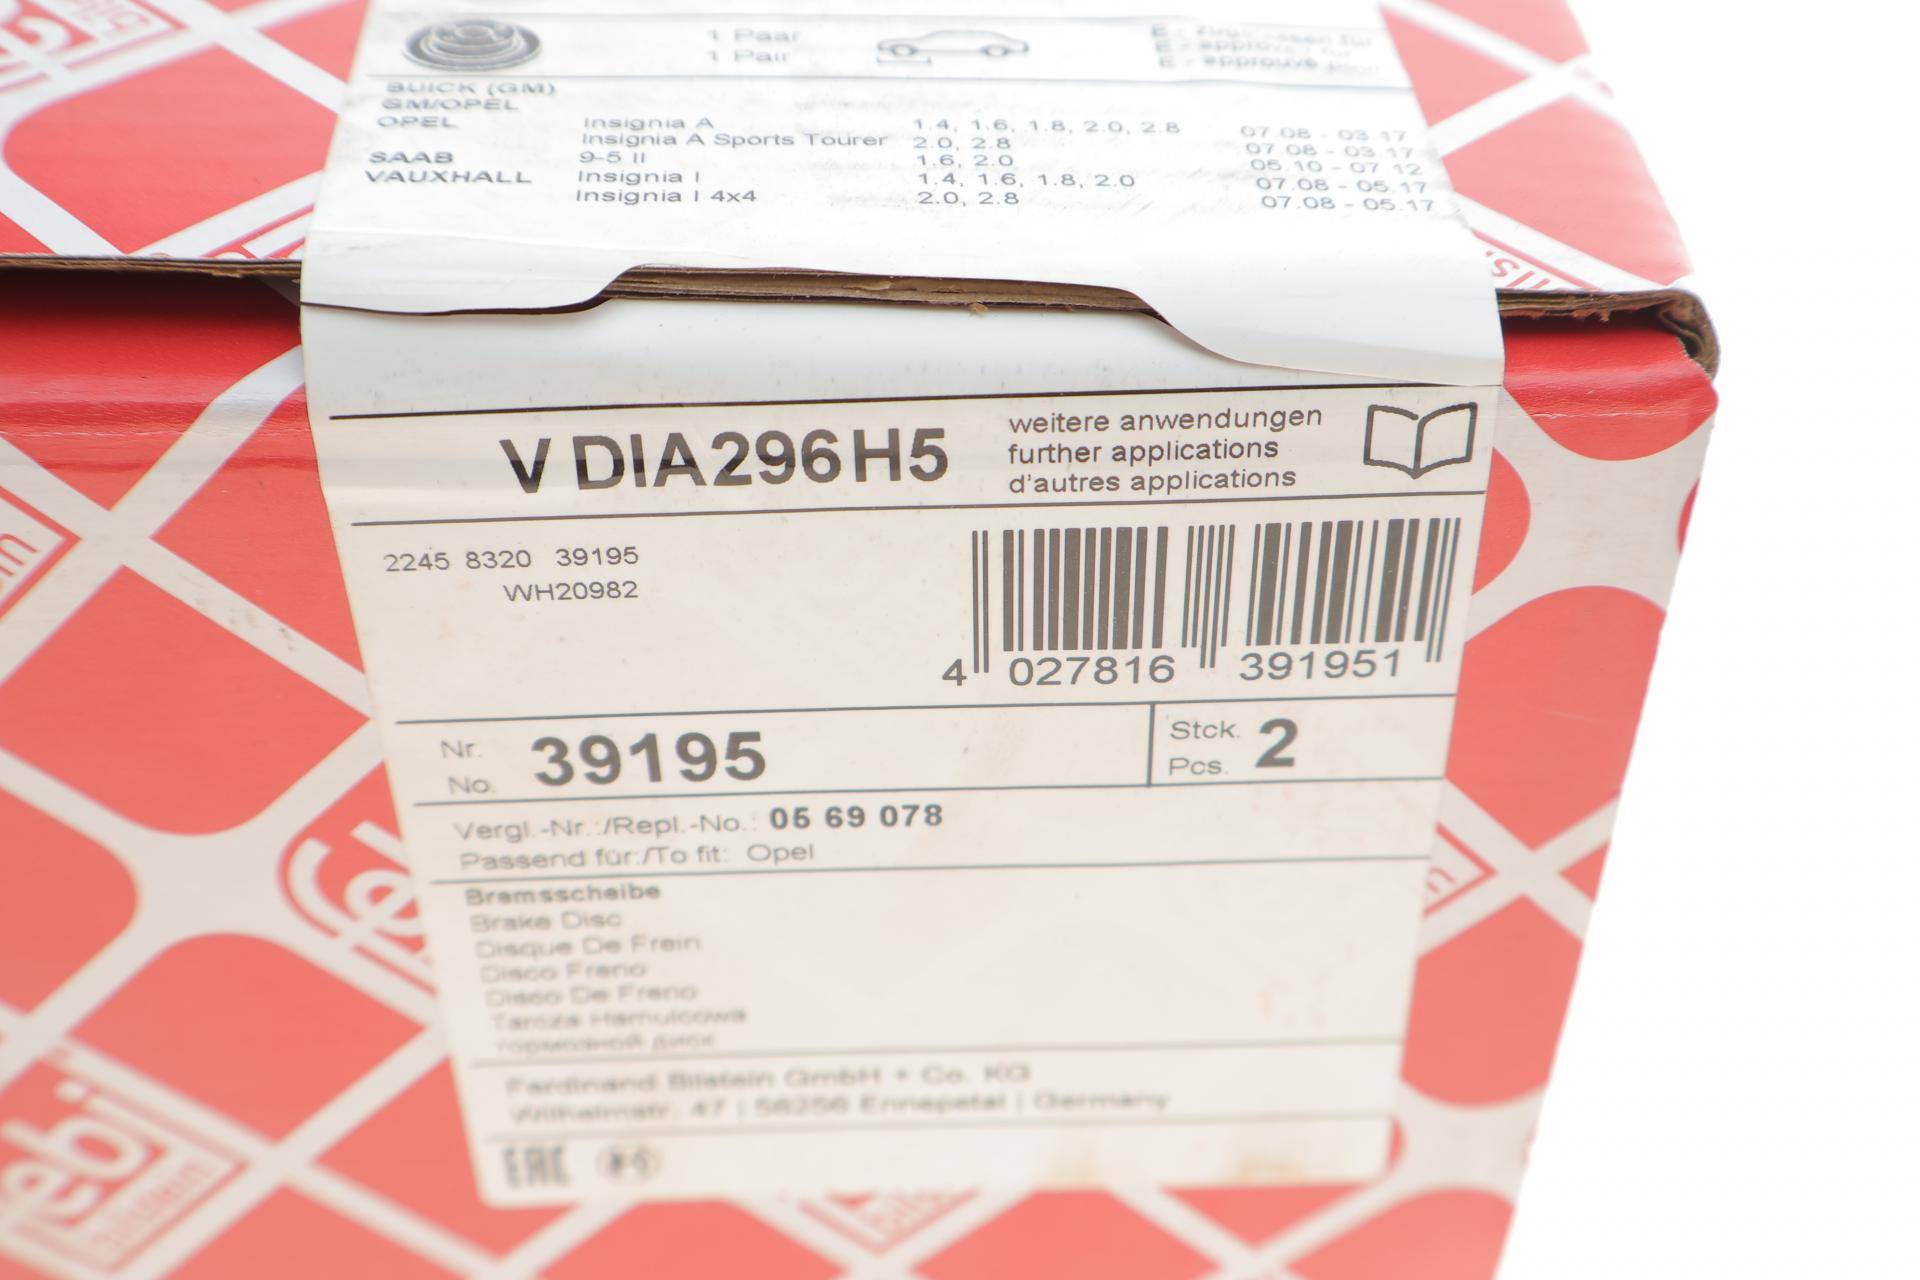 1 Paar
1 Pair
BUICK (GM)
GM/OPEL
OPEL Insignia A 1.4, 1.6, 1.8, 2.0, 2.8 07.08 - 03.17
Insignia A Sports Tourer 2.0, 2.8 07.08 - 03.17
SAAB 9-5 II 1.6, 2.0 05.10 - 07.12
VAUXHALL Insignia I 1.4, 1.6, 1.8, 2.0 07.08 - 05.17
Insignia I 4x4 2.0, 2.8 07.08 - 05.17
V DIA296H5
weitere anwendungen
further applications
d'autres applications
2245 8320 39195
WH20982
4 027816 391951
Nr.
No. 39195
Stck.
Pcs. 2
Vergl.-Nr.:/Repl.-No.: 05 69 078
Passend für:/To fit: Opel
Bremsscheibe
Brake Disc
Disque De Frein
Disco Freno
Disco De Freno
Tarcza Hamulcowa
тормозной диск
Ferdinand Bilstein GmbH + Co. KG
Wilhelmstr. 47 | 58256 Ennepetal | Germany
EAC
febi
bilstein